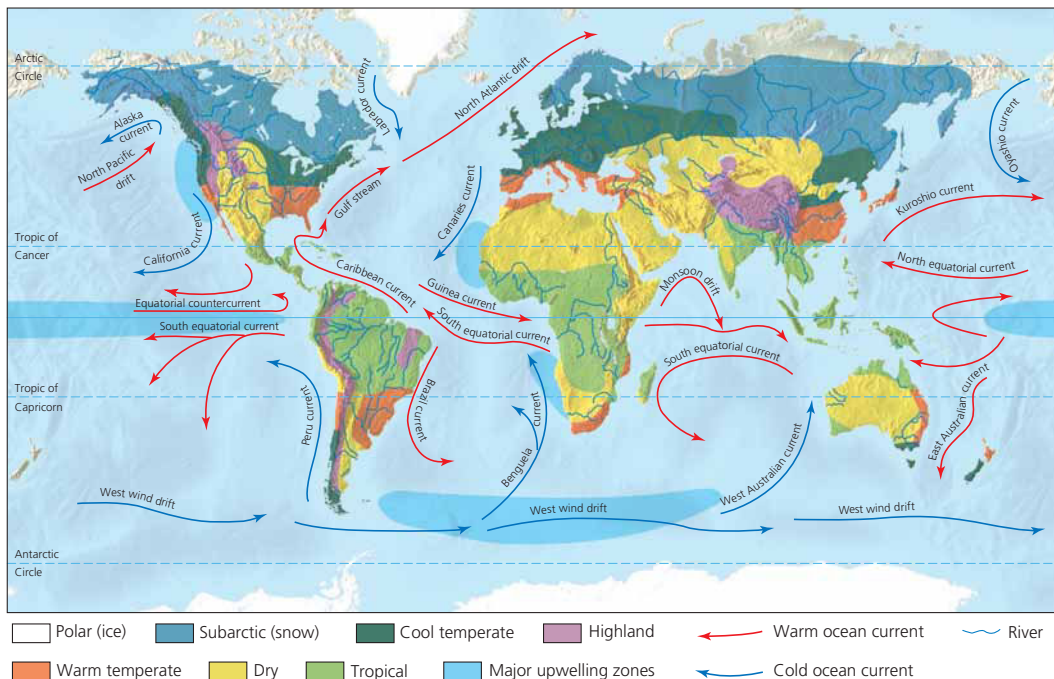 Arctic
Circle
Alaska
current
North Pacific
drift
California current
Tropic of
Cancer
Equatorial countercurrent
South equatorial current
Tropic of
Capricorn
Peru current
West wind drift
Antarctic
Circle
Labrador current
North Atlantic drift
Gulf stream
Canaries current
Caribbean current
Guinea current
South equatorial current
Brazil current
Benguela
current
West wind drift
Monsoon drift
South equatorial current
West Australian current
Oyashio current
Kuroshio current
North equatorial current
East Australian current
West wind drift
Polar (ice)
Subarctic (snow)
Cool temperate
Highland
Warm ocean current
River
Warm temperate
Dry
Tropical
Major upwelling zones
Cold ocean current